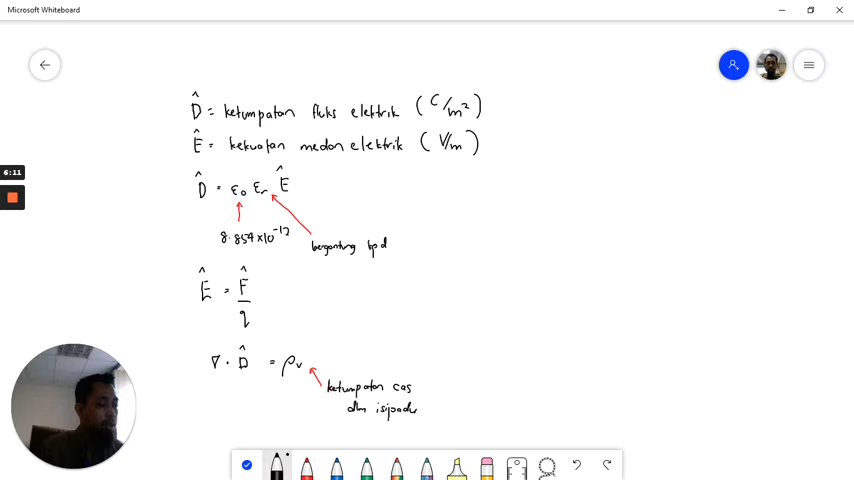 Microsoft Whiteboard
D̂ = ketumpatan fluks elektrik (C/m²)
Ê = kekuatan medan elektrik (V/m)
D̂ = ε₀ εᵣ Ê
6:11
8.854 × 10⁻¹²
bergantung kpd
Ê = F̂/q
∇ · D̂ = ρᵥ
ketumpatan cas
dlm isipadu